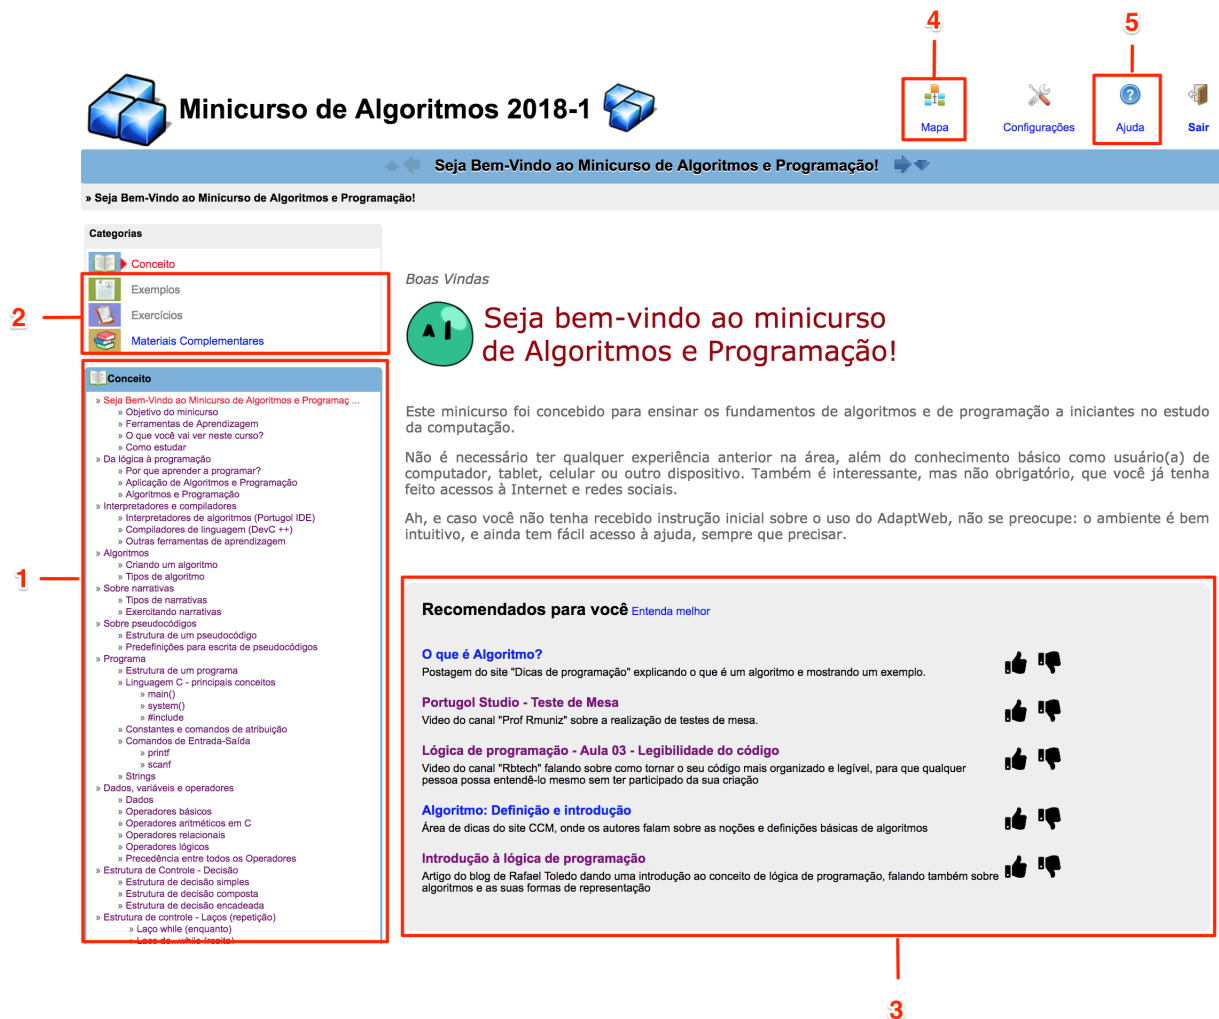 4
5
Minicurso de Algoritmos 2018-1
Mapa
Configurações
Ajuda
Sair
Seja Bem-Vindo ao Minicurso de Algoritmos e Programação!
» Seja Bem-Vindo ao Minicurso de Algoritmos e Programação!
Categorias
Conceito
Exemplos
2
Exercícios
Materiais Complementares
Conceito
» Seja Bem-Vindo ao Minicurso de Algoritmos e Programaç ...
» Objetivo do minicurso
» Ferramentas de Aprendizagem
» O que você vai ver neste curso?
» Como estudar
» Da lógica à programação
» Por que aprender a programar?
» Aplicação de Algoritmos e Programação
» Algoritmos e Programação
» Interpretadores e compiladores
» Interpretadores de algoritmos (Portugol IDE)
» Compiladores de linguagem (DevC ++)
» Outras ferramentas de aprendizagem
» Algoritmos
» Criando um algoritmo
» Tipos de algoritmo
1
» Sobre narrativas
» Tipos de narrativas
» Exercitando narrativas
» Sobre pseudocódigos
» Estrutura de um pseudocódigo
» Predefinições para escrita de pseudocódigos
» Programa
» Estrutura de um programa
» Linguagem C - principais conceitos
» main()
» system()
» #include
» Constantes e comandos de atribuição
» Comandos de Entrada-Saída
» printf
» scanf
» Strings
» Dados, variáveis e operadores
» Dados
» Operadores básicos
» Operadores aritméticos em C
» Operadores relacionais
» Operadores lógicos
» Precedência entre todos os Operadores
» Estrutura de Controle - Decisão
» Estrutura de decisão simples
» Estrutura de decisão composta
» Estrutura de decisão encadeada
» Estrutura de controle - Laços (repetição)
» Laço while (enquanto)
» Laço do...while (repita)
Boas Vindas
A l
Seja bem-vindo ao minicurso
de Algoritmos e Programação!
Este minicurso foi concebido para ensinar os fundamentos de algoritmos e de programação a iniciantes no estudo
da computação.
Não é necessário ter qualquer experiência anterior na área, além do conhecimento básico como usuário(a) de
computador, tablet, celular ou outro dispositivo. Também é interessante, mas não obrigatório, que você já tenha
feito acessos à Internet e redes sociais.
Ah, e caso você não tenha recebido instrução inicial sobre o uso do AdaptWeb, não se preocupe: o ambiente é bem
intuitivo, e ainda tem fácil acesso à ajuda, sempre que precisar.
Recomendados para você Entenda melhor
O que é Algoritmo?
Postagem do site "Dicas de programação" explicando o que é um algoritmo e mostrando um exemplo.
Portugol Studio - Teste de Mesa
Video do canal "Prof Rmuniz" sobre a realização de testes de mesa.
Lógica de programação - Aula 03 - Legibilidade do código
Video do canal "Rbtech" falando sobre como tornar o seu código mais organizado e legível, para que qualquer
pessoa possa entendê-lo mesmo sem ter participado da sua criação
Algoritmo: Definição e introdução
Área de dicas do site CCM, onde os autores falam sobre as noções e definições básicas de algoritmos
Introdução à lógica de programação
Artigo do blog de Rafael Toledo dando uma introdução ao conceito de lógica de programação, falando também sobre
algoritmos e as suas formas de representação
3